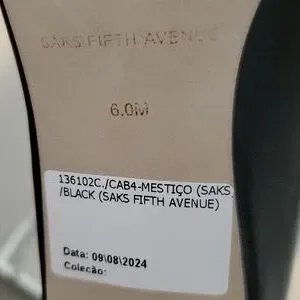 SAKS FIFTH AVENUE
6.0M
136102C./CAB4-MESTIÇO (SAKS
/BLACK (SAKS FIFTH AVENUE)
Data: 09\08\2024
Coleção: